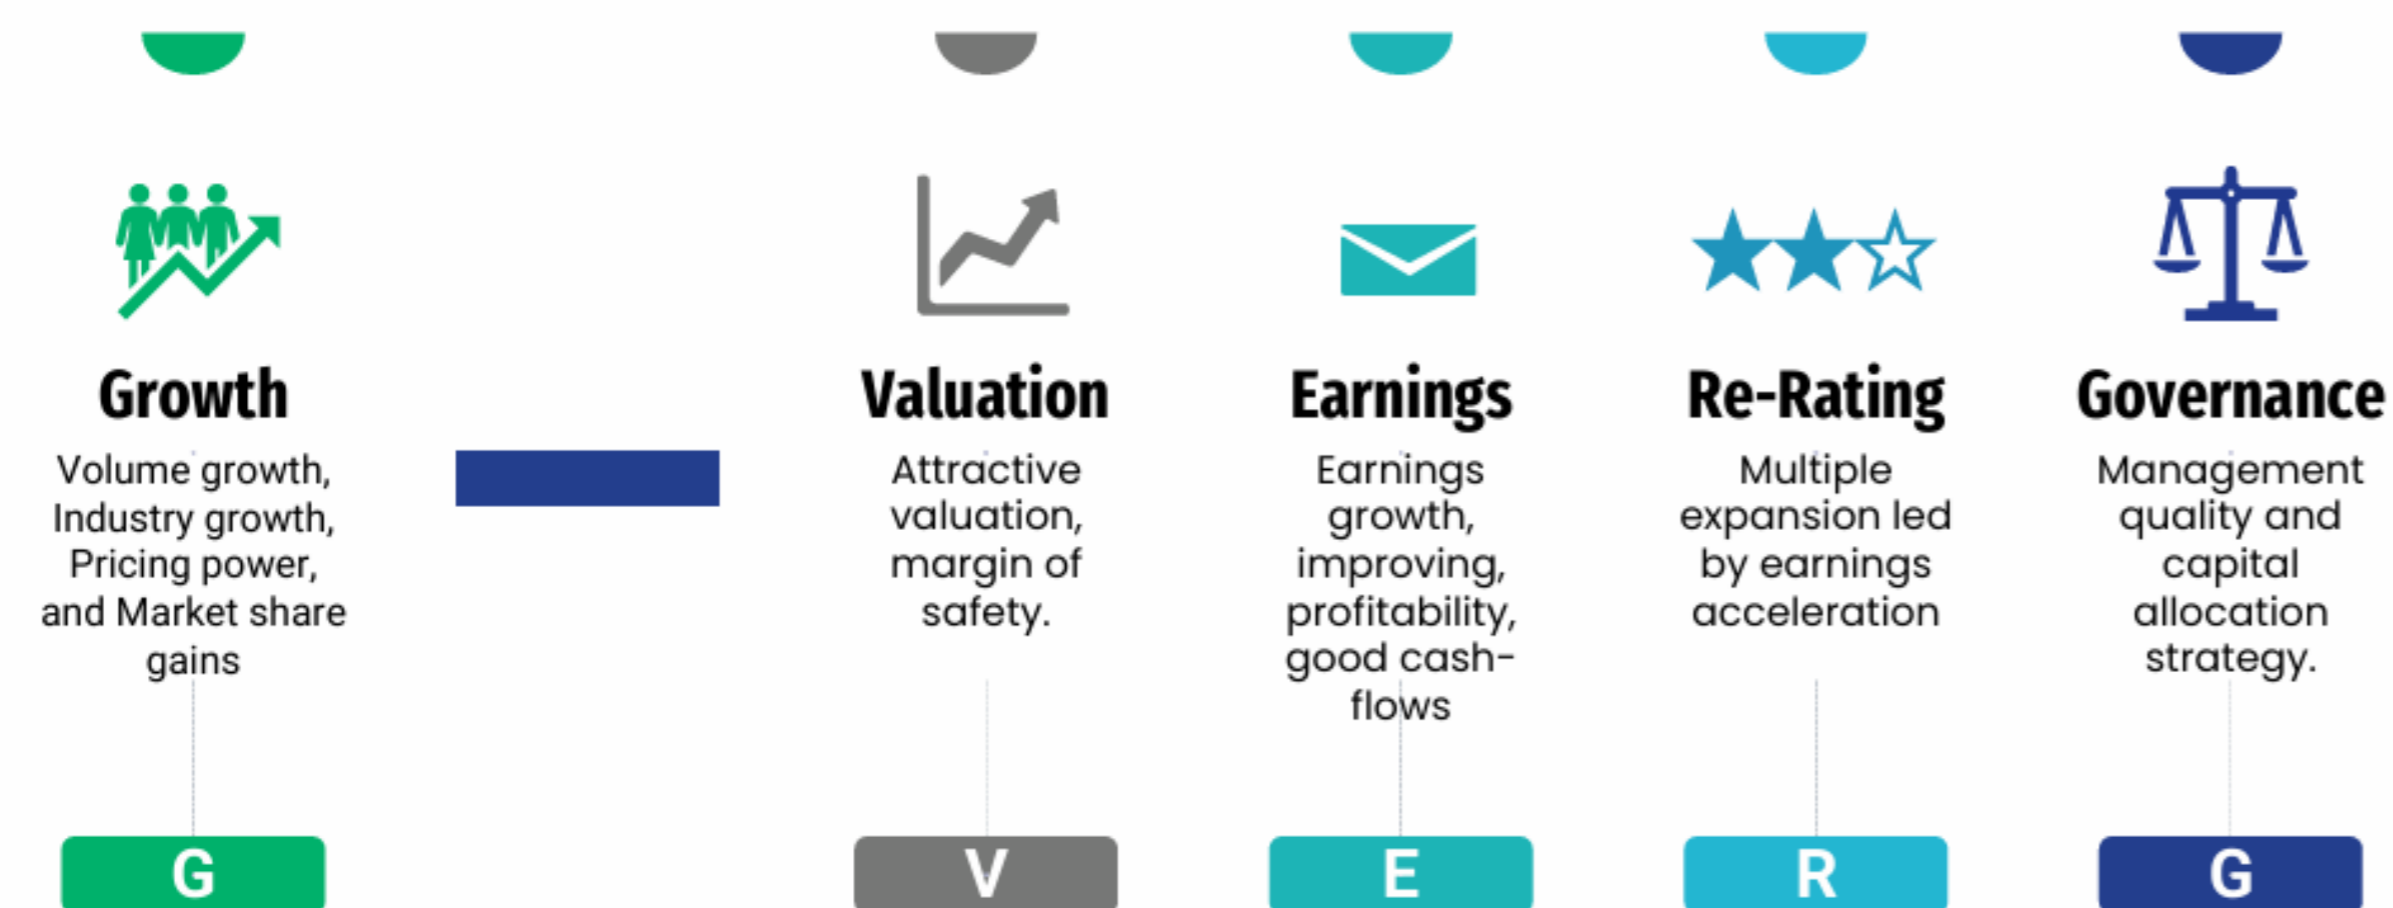 Growth
Volume growth,
Industry growth,
Pricing power,
and Market share
gains
G
Valuation
Attractive
valuation,
margin of
safety.
V
Earnings
Earnings
growth,
improving,
profitability,
good cash-
flows
E
Re-Rating
Multiple
expansion led
by earnings
acceleration
R
Governance
Management
quality and
capital
allocation
strategy.
G